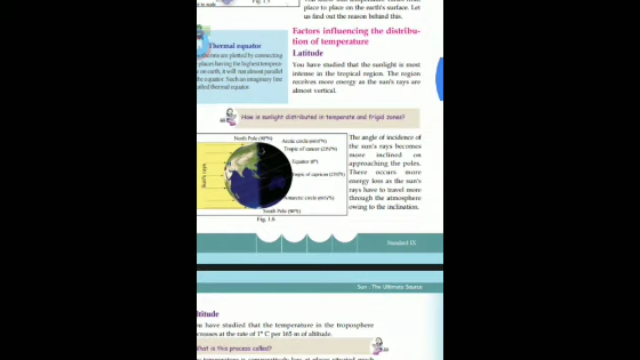 Fig. 1.5
place to place on the earth's surface. Let
us find out the reason behind this.
Factors influencing the distribu-
tion of temperature
Latitude
You have studied that the sunlight is most
intense in the tropical region. The region
receives more energy as the sun's rays are
almost vertical.
Thermal equator
are plotted by connecting
places having the highest tempera-
on earth, it will run almost parallel
the equator. Such an imaginary line
thermal equator
How is sunlight distributed in temperate and frigid zones?
North Pole (90°N)
Arctic circle (66½°N)
Tropic of cancer (23½°N)
Equator (0°)
Tropic of capricorn (23½°S)
Antarctic circle (66½°S)
South Pole (90°S)
Sun's rays
Fig. 1.6
The angle of incidence of
the sun's rays becomes
more inclined on
approaching the poles.
There occurs more
energy loss as the sun's
rays have to travel more
through the atmosphere
owing to the inclination.
Standard IX
Sun : The Ultimate Source
ltitude
ou have studied that the temperature in the troposphere
creases at the rate of 1° C per 165 m of altitude.
What is this process called?